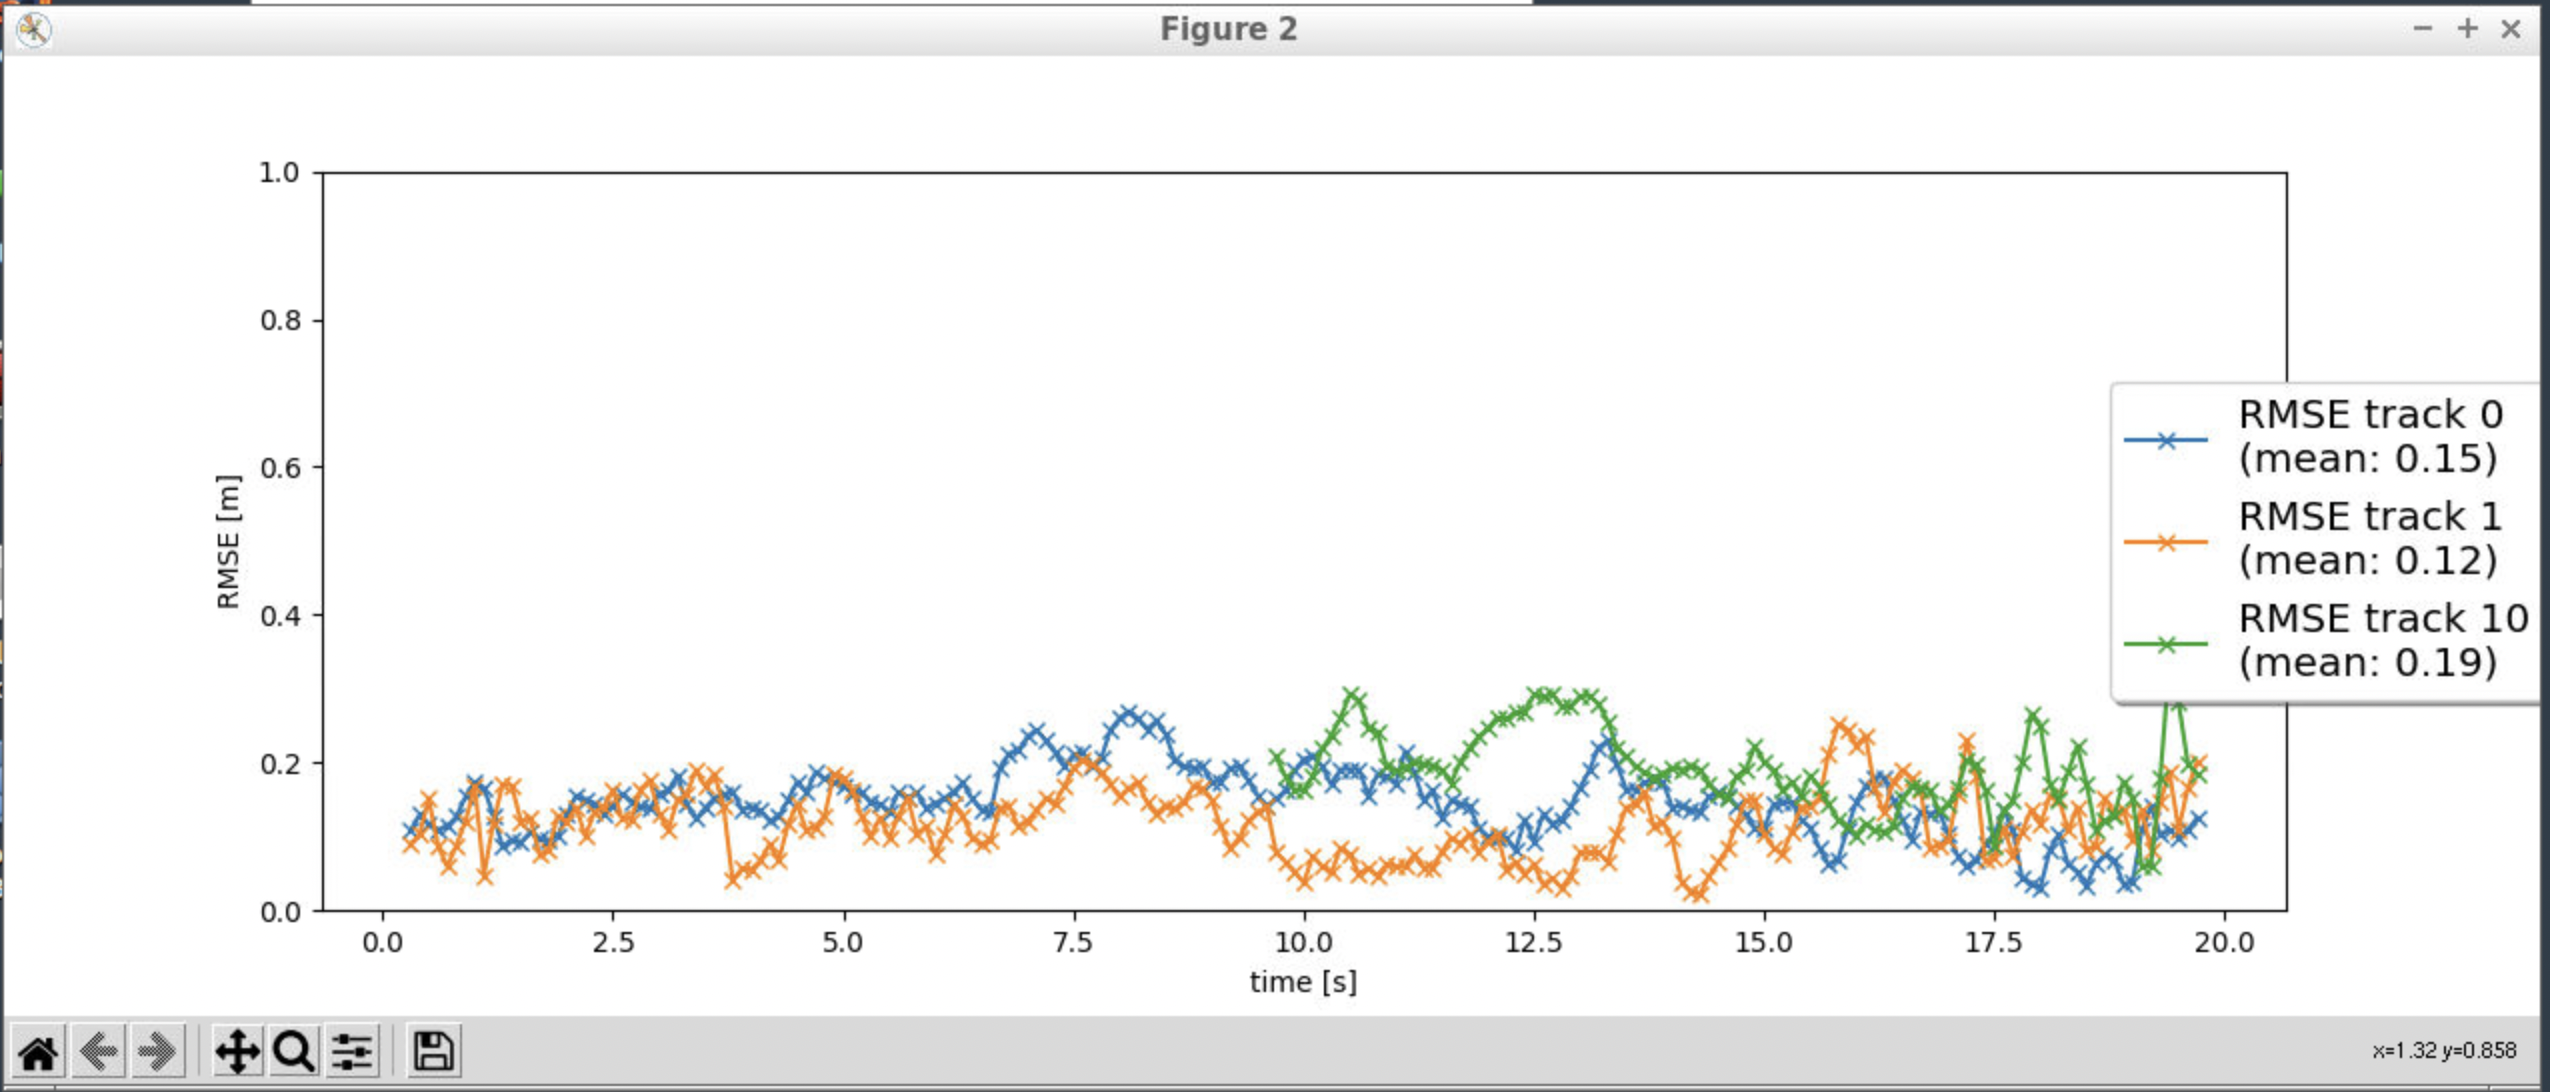 Figure 2
1.0
0.8
0.6
0.4
0.2
0.0
RMSE [m]
0.0 2.5 5.0 7.5 10.0 12.5 15.0 17.5 20.0
time [s]
RMSE track 0
(mean: 0.15)
RMSE track 1
(mean: 0.12)
RMSE track 10
(mean: 0.19)
x=1.32 y=0.858